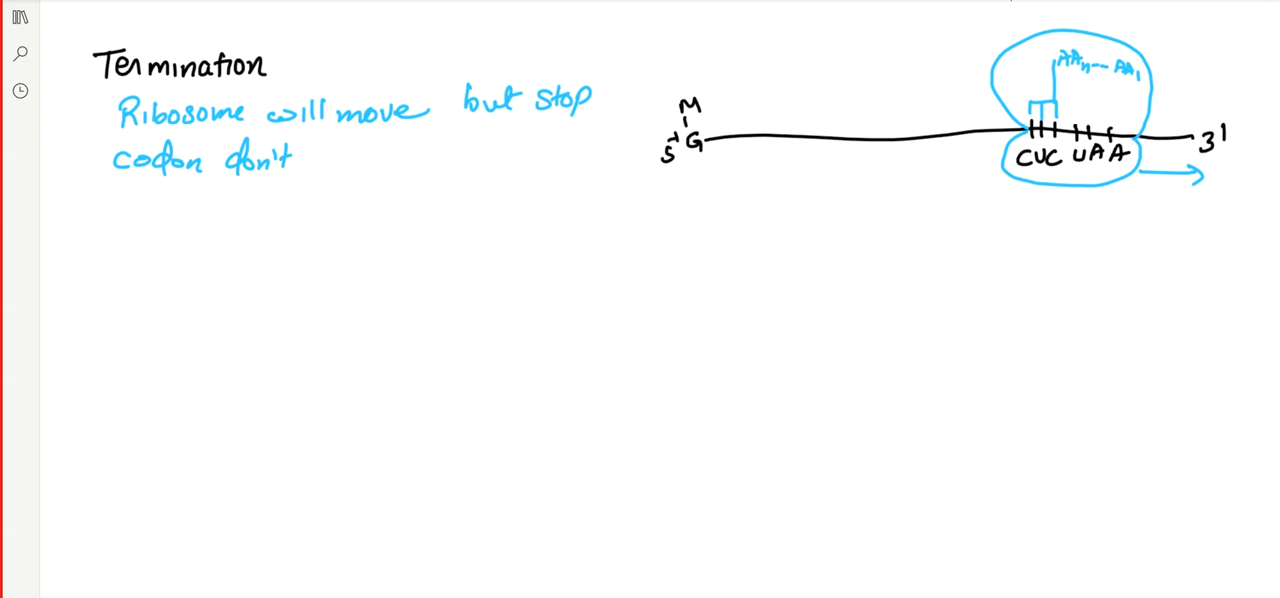 Termination
Ribosome will move but stop
codon don't
M
5' G
AAn-- AA1
CUC UAA
3'